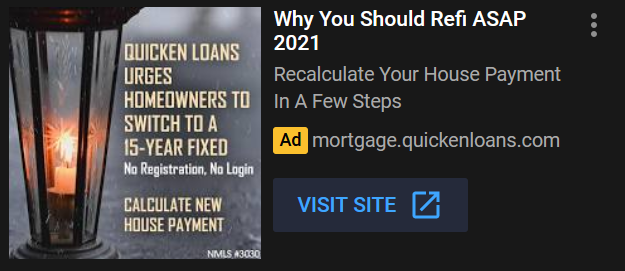 QUICKEN LOANS
URGES
HOMEOWNERS TO
SWITCH TO A
15-YEAR FIXED
No Registration, No Login
CALCULATE NEW
HOUSE PAYMENT
NMLS #3030
Why You Should Refi ASAP
2021
Recalculate Your House Payment
In A Few Steps
Ad mortgage.quickenloans.com
VISIT SITE